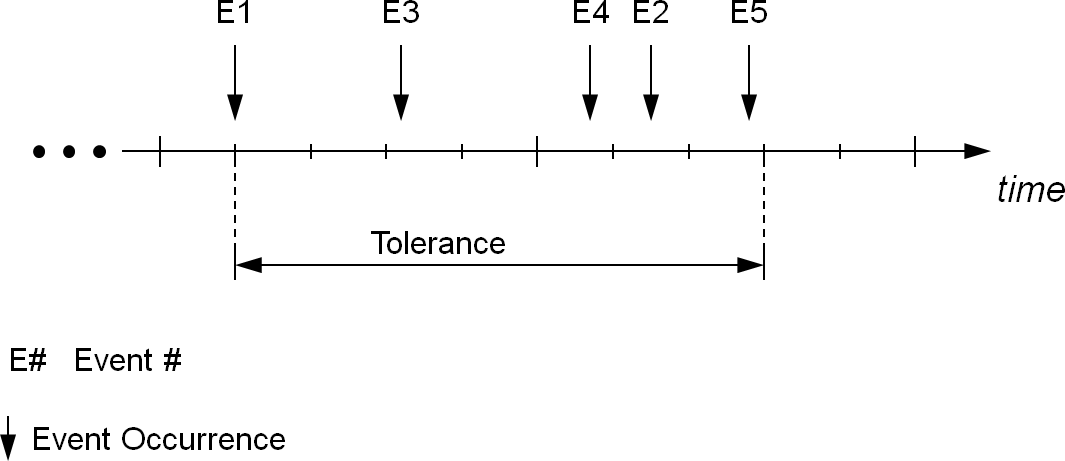 E1 E3 E4 E2 E5
time
Tolerance
E# Event #
Event Occurrence